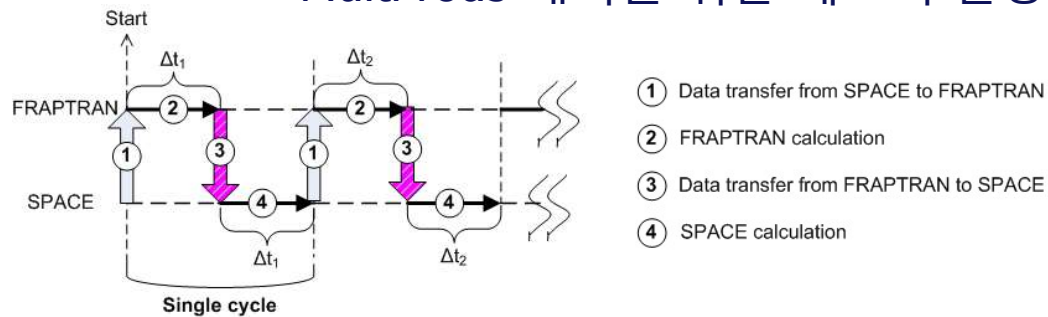 Start
Δt1
Δt2
FRAPTRAN
2
2
1
3
1
3
SPACE
4
4
Δt1
Δt2
Single cycle
1 Data transfer from SPACE to FRAPTRAN
2 FRAPTRAN calculation
3 Data transfer from FRAPTRAN to SPACE
4 SPACE calculation